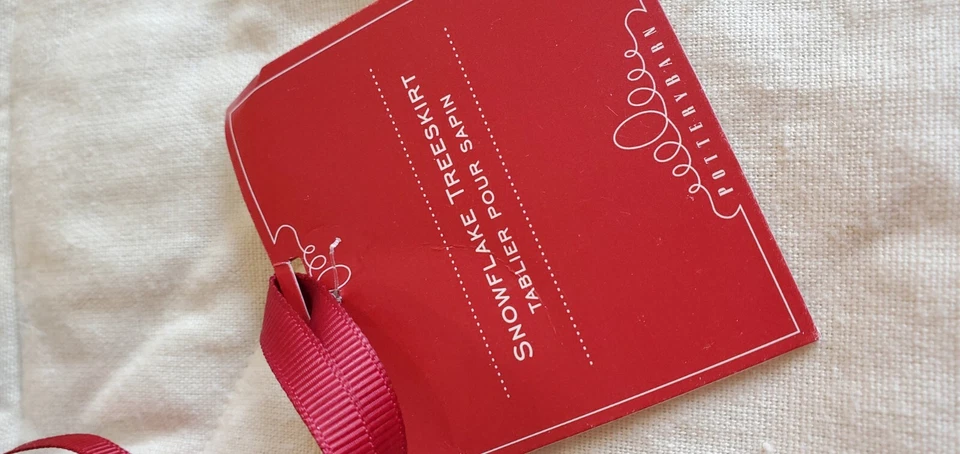 SNOWFLAKE TREESKIRT
TABLIER POUR SAPIN
POTTERYBARN